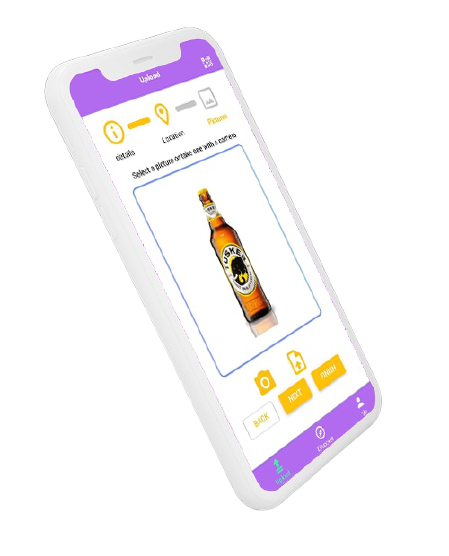 Upload
details
Location
Pictures
Select a picture or take one with a camera
TUSKER
BACK
NEXT
FINISH
Upload
Discover